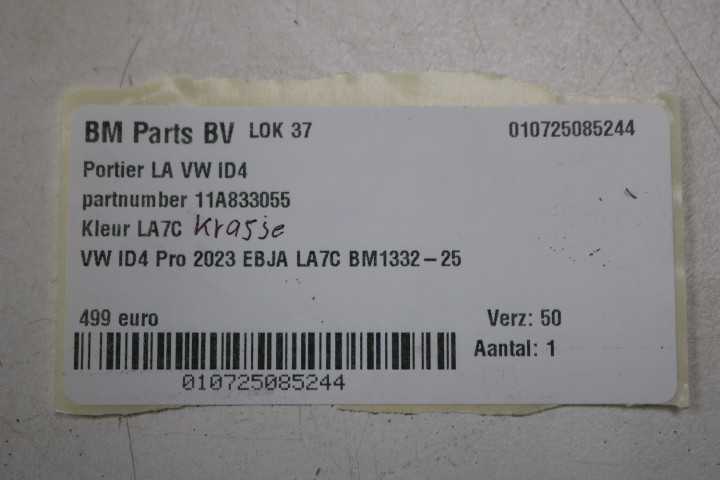 BM Parts BV LOK 37 010725085244
Portier LA VW ID4
partnumber 11A833055
Kleur LA7C krasje
VW ID4 Pro 2023 EBJA LA7C BM1332-25
499 euro Verz: 50
Aantal: 1
010725085244